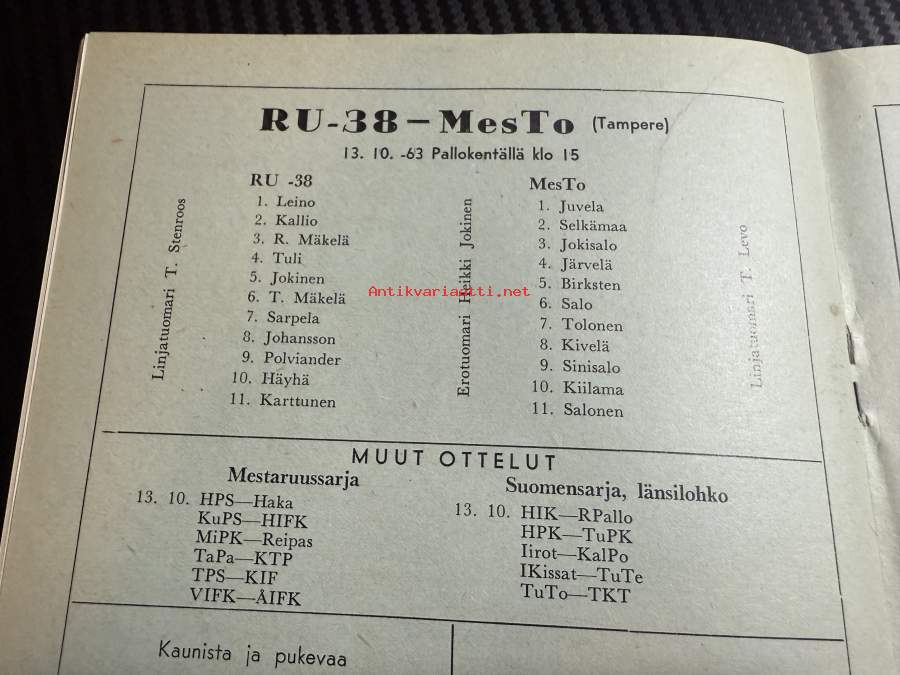 RU-38 – MesTo (Tampere)
13. 10. -63 Pallokentällä klo 15
Linjatuomari T. Stenroos
RU -38
1. Leino
2. Kallio
3. R. Mäkelä
4. Tuli
5. Jokinen
6. T. Mäkelä
7. Sarpela
8. Johansson
9. Polviander
10. Häyhä
11. Karttunen
Erotuomari Heikki Jokinen
MesTo
1. Juvela
2. Selkämaa
3. Jokisalo
4. Järvelä
5. Birksten
6. Salo
7. Tolonen
8. Kivelä
9. Sinisalo
10. Kiilama
11. Salonen
Linjatuomari T. Levo
Antikvariaatti.net
MUUT OTTELUT
Mestaruussarja
13. 10. HPS—Haka
KuPS—HIFK
MiPK—Reipas
TaPa—KTP
TPS—KIF
VIFK—ÅIFK
Suomensarja, länsilohko
13. 10. HIK—RPallo
HPK—TuPK
Iirot—KalPo
IKissat—TuTe
TuTo—TKT
Kaunista ja pukevaa